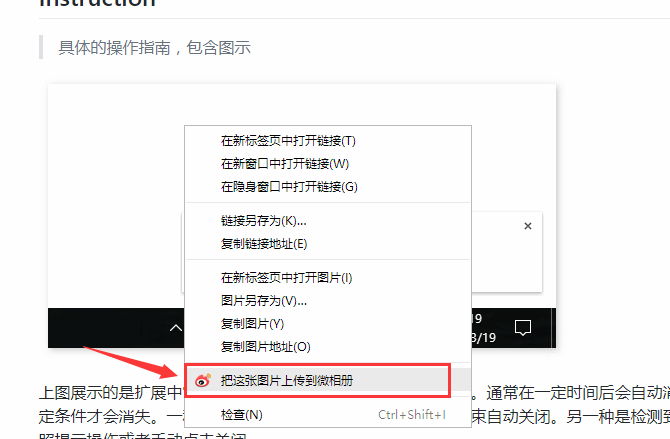 Instruction
具体的操作指南，包含图示
在新标签页中打开链接(T)
在新窗口中打开链接(W)
在隐身窗口中打开链接(G)
链接另存为(K)...
复制链接地址(E)
在新标签页中打开图片(I)
图片另存为(V)...
复制图片(Y)
复制图片地址(O)
19
3/19
把这张图片上传到微相册
检查(N) Ctrl+Shift+I
上图展示的是扩展中 。通常在一定时间后会自动消
定条件才会消失。一 束自动关闭。另一种是检测到
照提示操作或者手动点击关闭